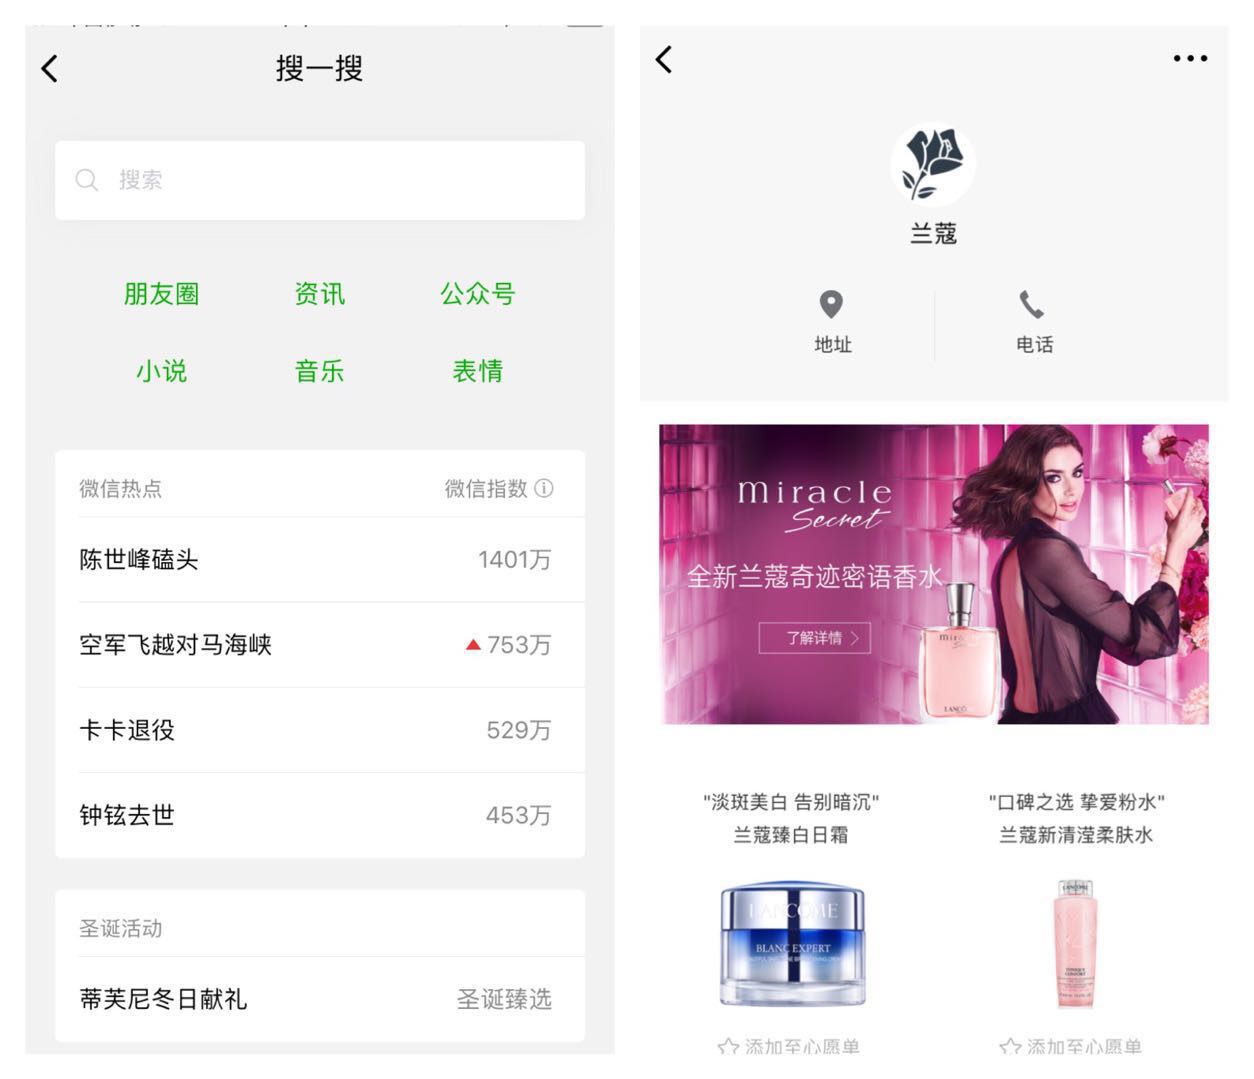 搜一搜
搜索
朋友圈 资讯 公众号
小说 音乐 表情
微信热点 微信指数
陈世峰磕头 1401万
空军飞越对马海峡 753万
卡卡退役 529万
钟铉去世 453万
圣诞活动
蒂芙尼冬日献礼 圣诞臻选
兰蔻
地址 电话
miracle
Secret
全新兰蔻奇迹密语香水
了解详情
"淡斑美白 告别暗沉"
兰蔻臻白日霜
LANCOME
BLANC EXPERT
添加至心愿单
"口碑之选 挚爱粉水"
兰蔻新清滢柔肤水
LANCOME
TONIQUE
CONFORT
添加至心愿单